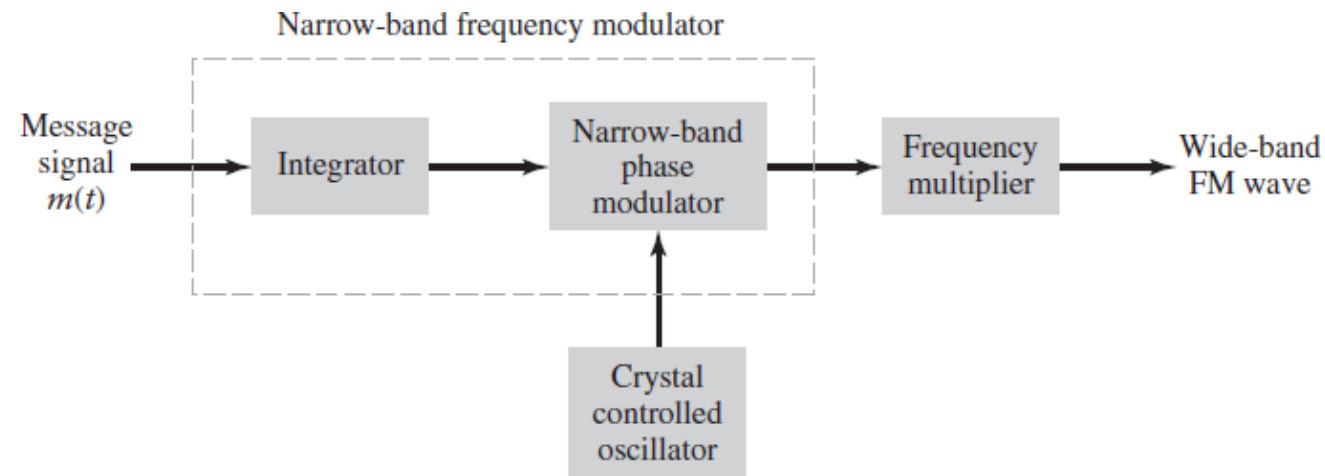 Narrow-band frequency modulator
Message
signal
m(t)
Integrator
Narrow-band
phase
modulator
Frequency
multiplier
Wide-band
FM wave
Crystal
controlled
oscillator